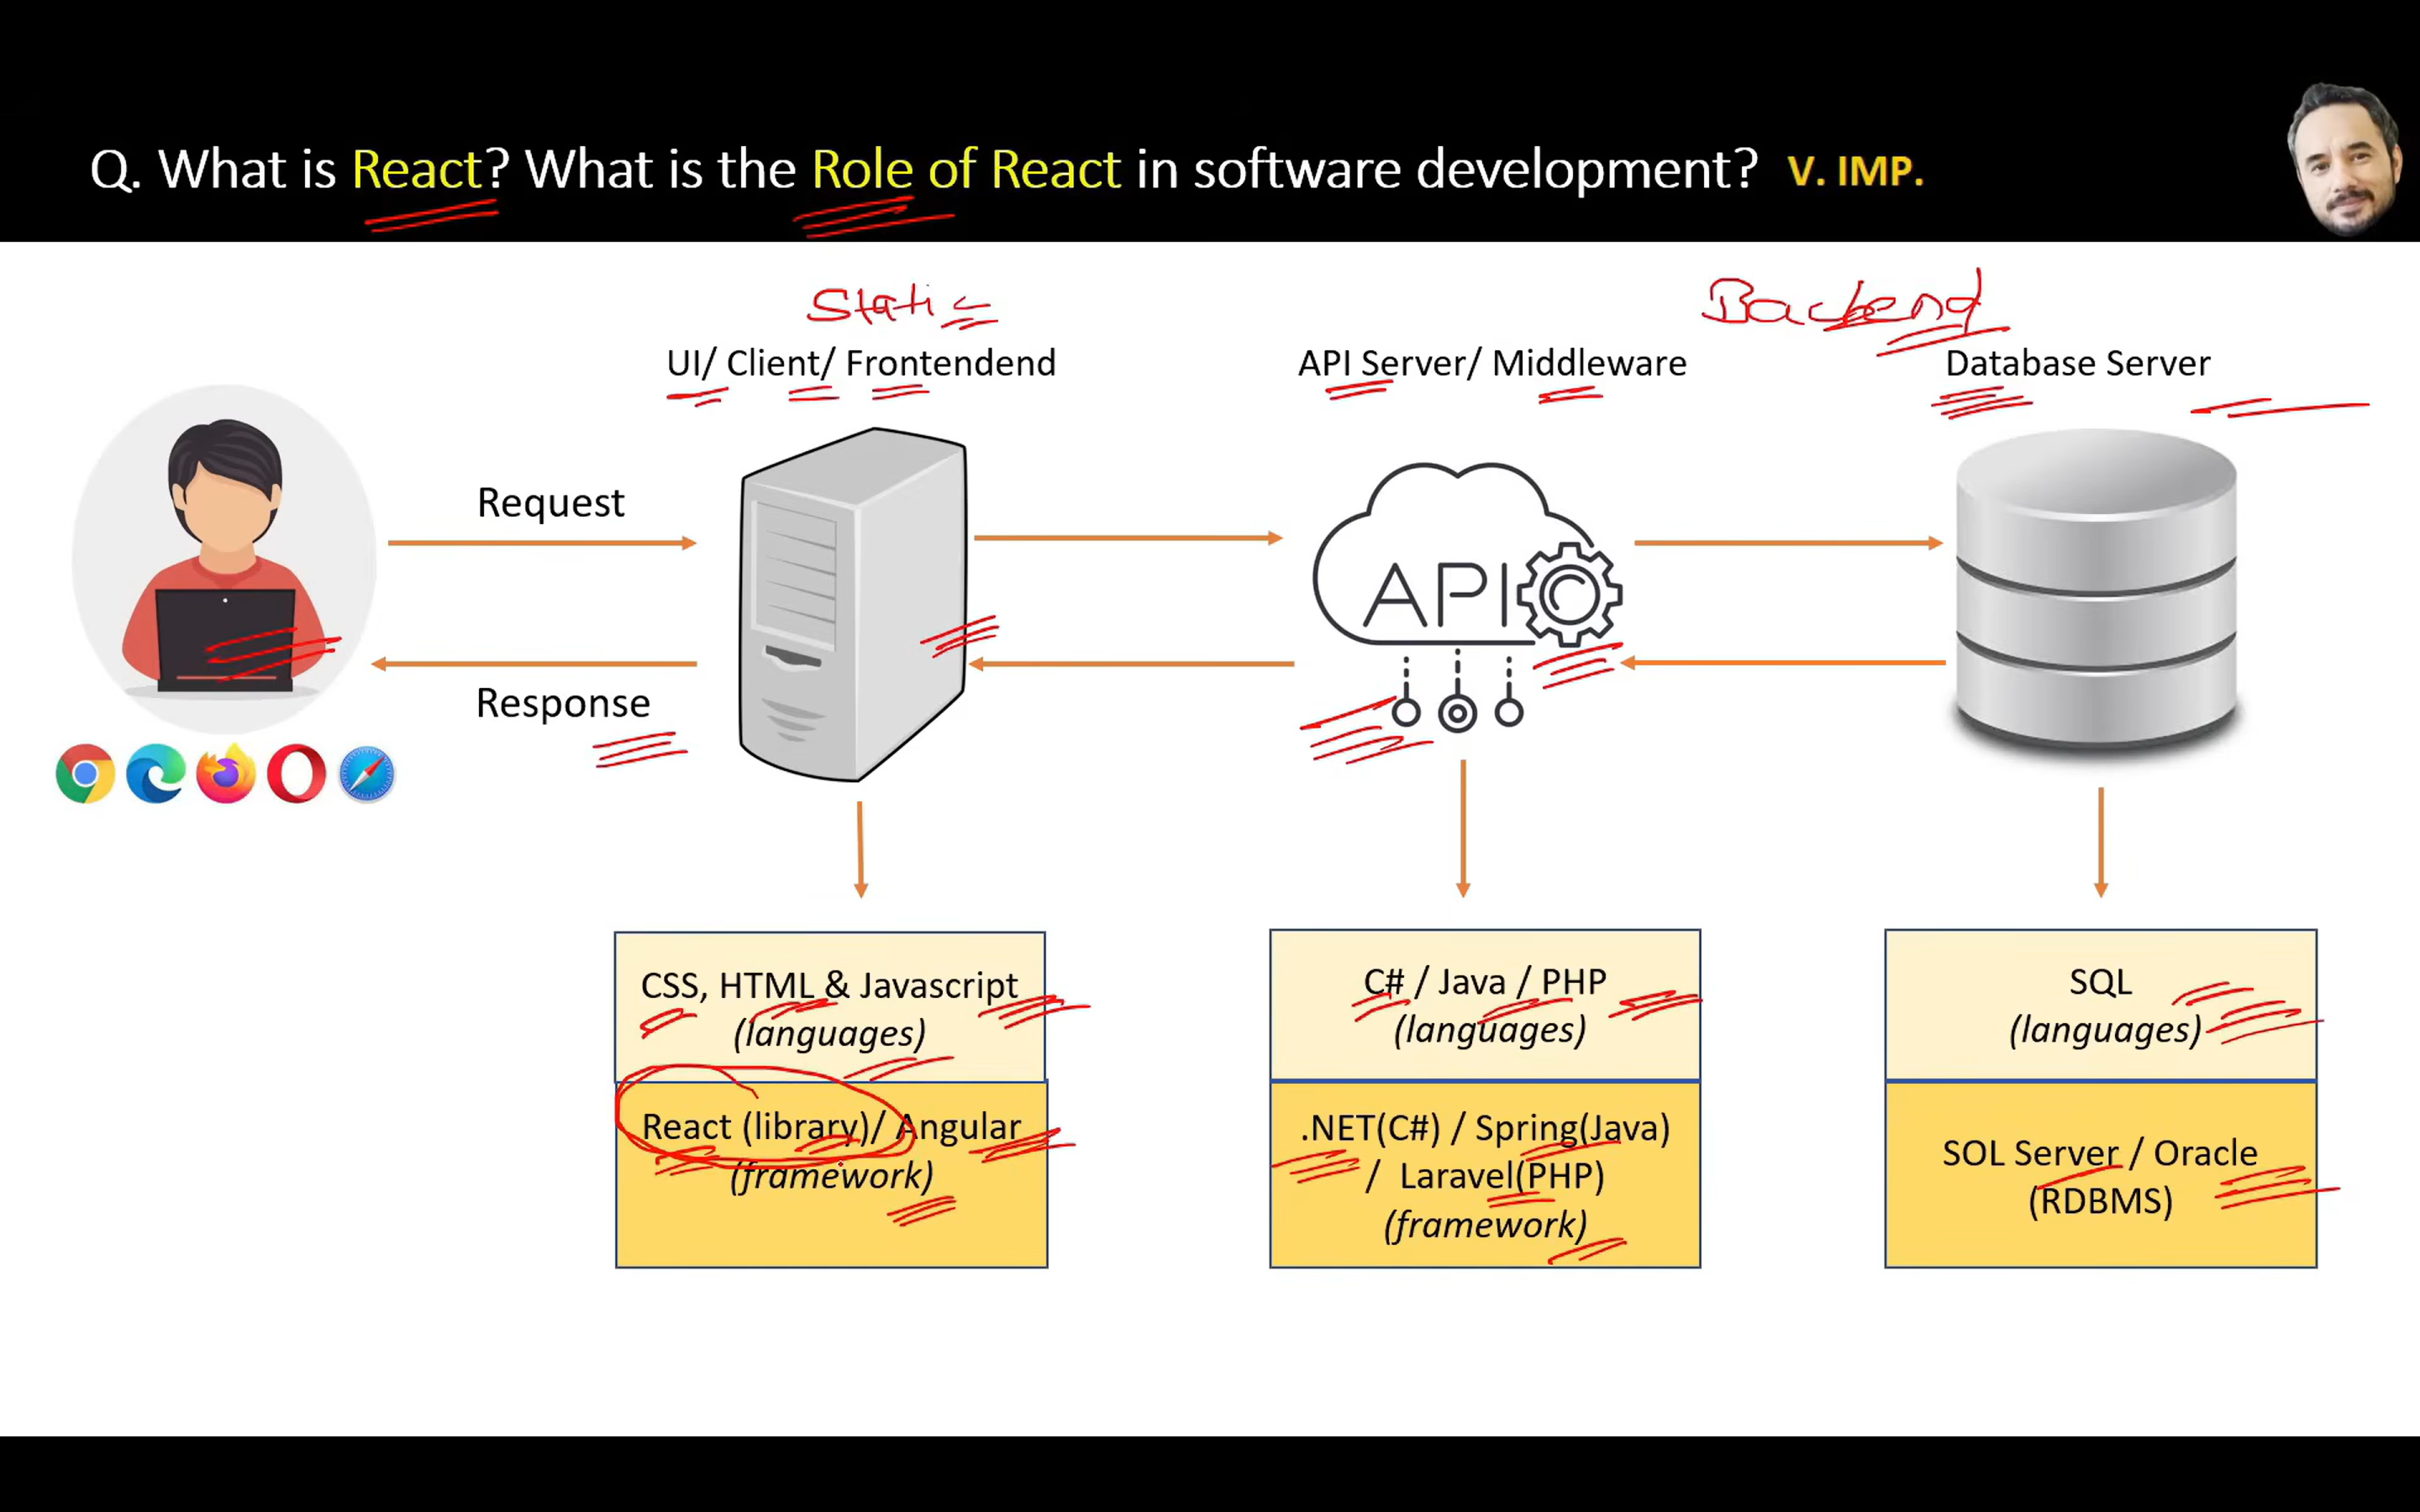 Q. What is React? What is the Role of React in software development? V. IMP.
Static
Backend
UI/ Client/ Frontendend
API Server/ Middleware
Database Server
Request
Response
API
CSS, HTML & Javascript
(languages)
React (library)/ Angular
(framework)
C# / Java / PHP
(languages)
.NET(C#) / Spring(Java)
/ Laravel(PHP)
(framework)
SQL
(languages)
SOL Server / Oracle
(RDBMS)